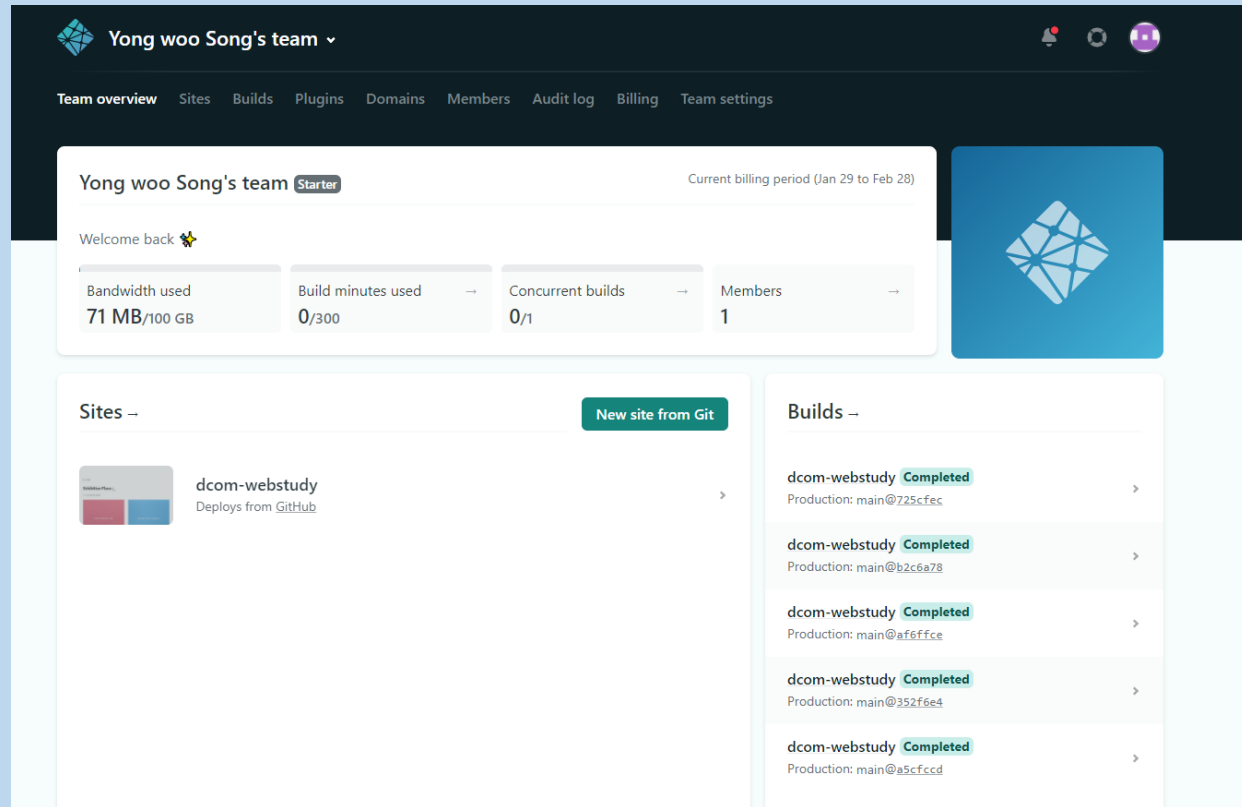 Yong woo Song's team
Team overview Sites Builds Plugins Domains Members Audit log Billing Team settings
Yong woo Song's team Starter
Current billing period (Jan 29 to Feb 28)
Welcome back ✨
Bandwidth used
71 MB/100 GB
Build minutes used →
0/300
Concurrent builds →
0/1
Members →
1
Sites →
New site from Git
dcom-webstudy
Deploys from GitHub
Builds →
dcom-webstudy Completed
Production: main@725cfec
dcom-webstudy Completed
Production: main@b2c6a78
dcom-webstudy Completed
Production: main@af6ffce
dcom-webstudy Completed
Production: main@352f6e4
dcom-webstudy Completed
Production: main@a5cfccd